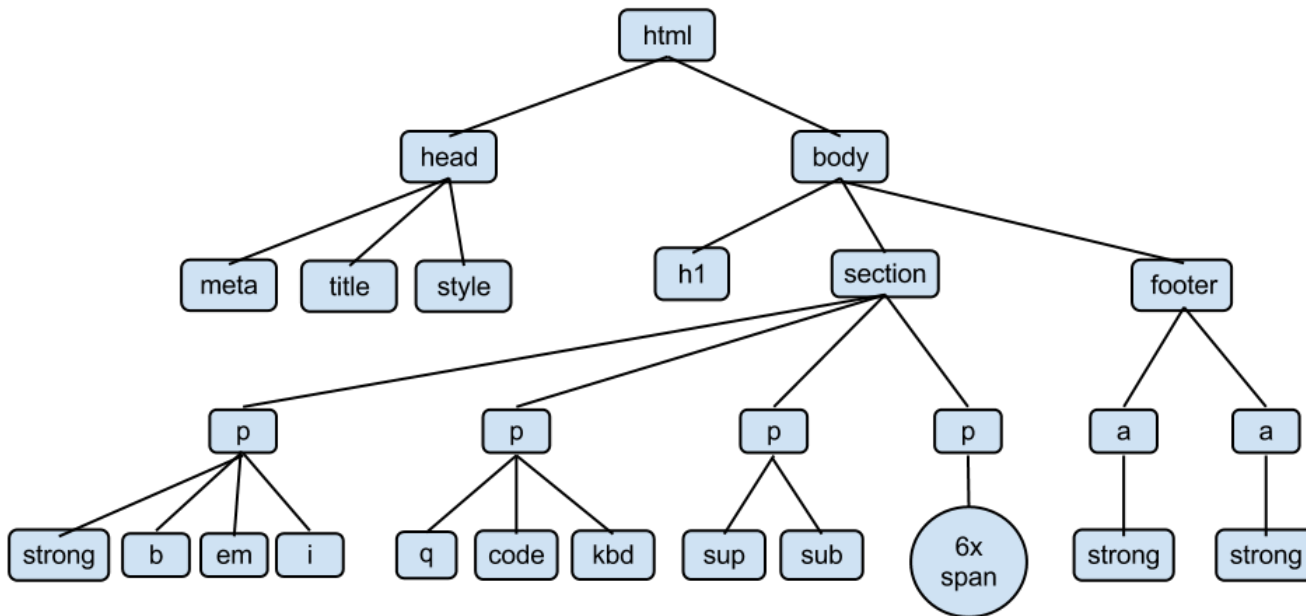 html
head
body
meta
title
style
h1
section
footer
p
p
p
p
a
a
strong
b
em
i
q
code
kbd
sup
sub
6x
span
strong
strong